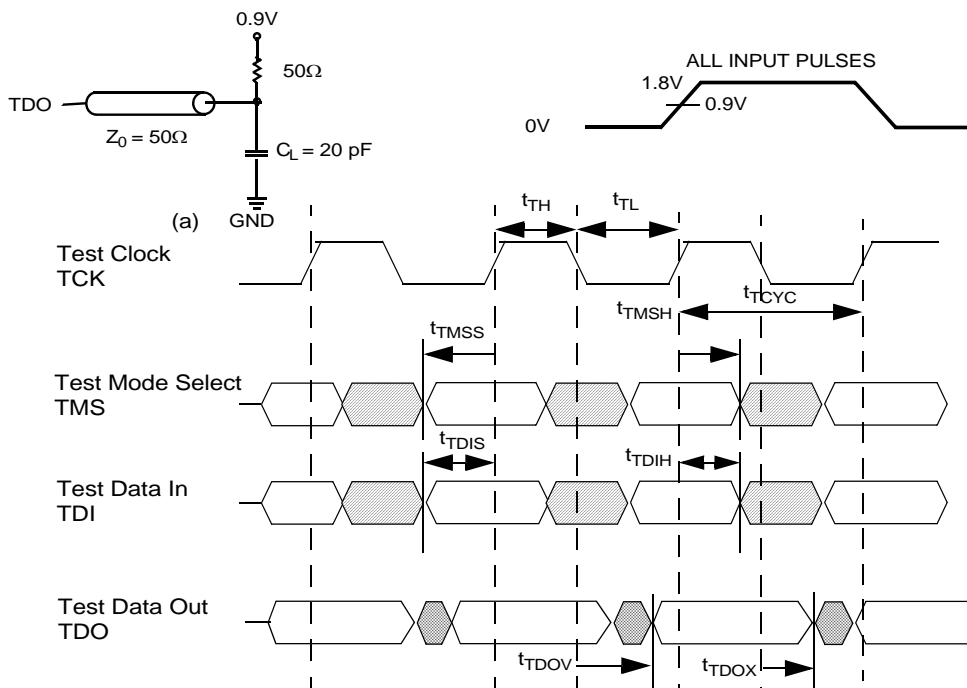 0.9V
50Ω
TDO
Z0 = 50Ω
CL = 20 pF
(a)
GND
ALL INPUT PULSES
1.8V
0.9V
0V
tTH
tTL
Test Clock
TCK
tTMSH
tTCYC
tTMSS
Test Mode Select
TMS
tTDIS
tTDIH
Test Data In
TDI
Test Data Out
TDO
tTDOV
tTDOX